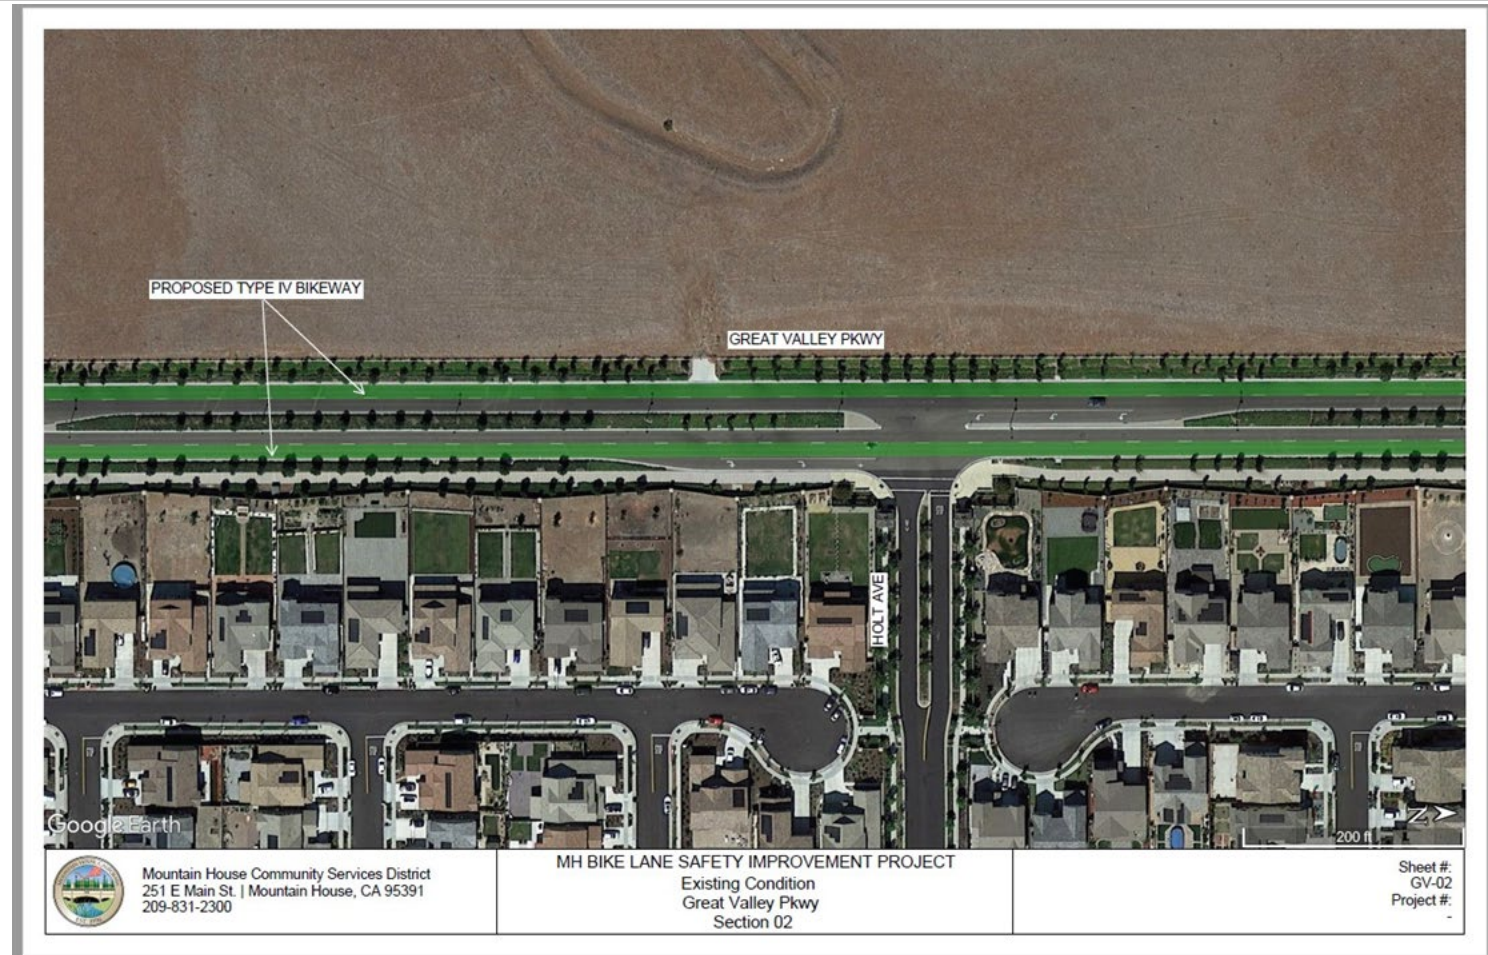 PROPOSED TYPE IV BIKEWAY
GREAT VALLEY PKWY
HOLT AVE
Google Earth
N
200 ft
Mountain House Community Services District
251 E Main St. | Mountain House, CA 95391
209-831-2300
MH BIKE LANE SAFETY IMPROVEMENT PROJECT
Existing Condition
Great Valley Pkwy
Section 02
Sheet #:
GV-02
Project #:
-